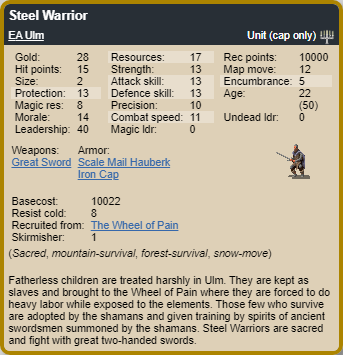 Steel Warrior
EA Ulm Unit (cap only)
Gold: 28 Resources: 17 Rec points: 10000
Hit points: 15 Strength: 13 Map move: 12
Size: 2 Attack skill: 13 Encumbrance: 5
Protection: 13 Defence skill: 13 Age: 22
Magic res: 8 Precision: 10 (50)
Morale: 14 Combat speed: 11 Undead ldr: 0
Leadership: 40 Magic ldr: 0
Weapons: Armor:
Great Sword Scale Mail Hauberk
Iron Cap
Basecost: 10022
Resist cold: 8
Recruited from: The Wheel of Pain
Skirmisher: 1
(Sacred, mountain-survival, forest-survival, snow-move)
Fatherless children are treated harshly in Ulm. They are kept as
slaves and brought to the Wheel of Pain where they are forced to do
heavy labor while exposed to the elements. Those few who survive
are adopted by the shamans and given training by spirits of ancient
swordsmen summoned by the shamans. Steel Warriors are sacred
and fight with great two-handed swords.